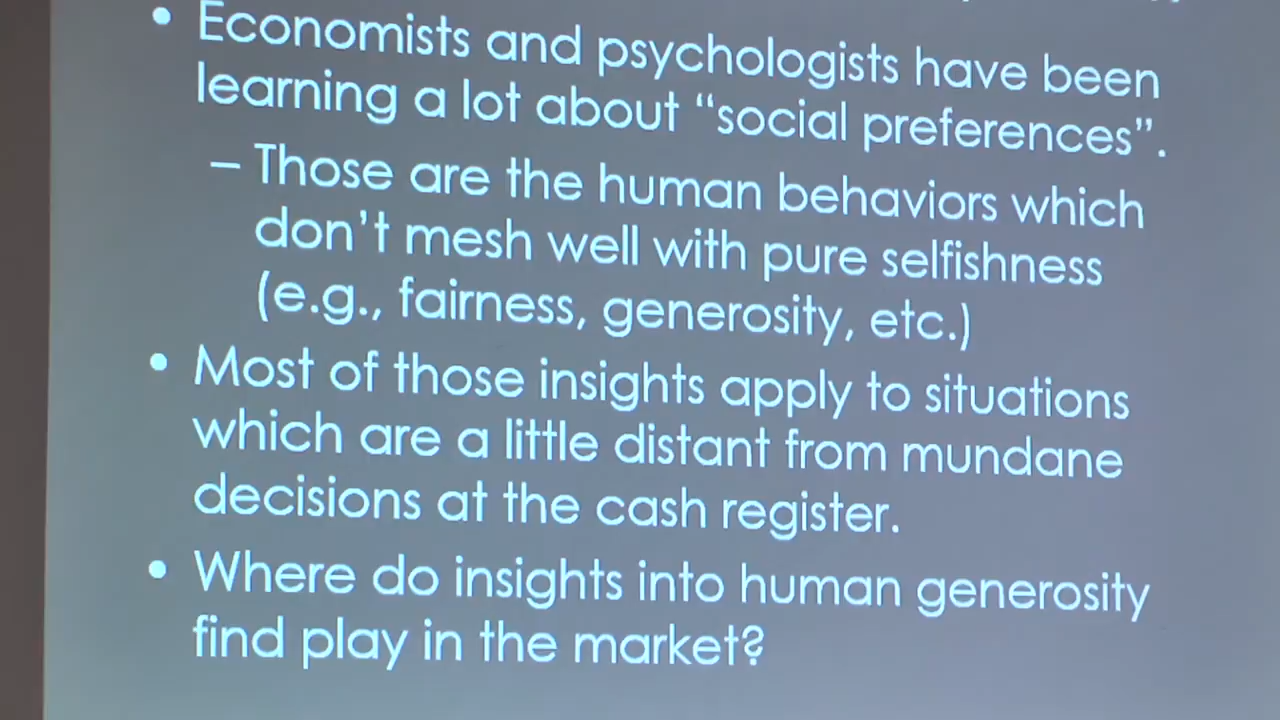 • Economists and psychologists have been
learning a lot about “social preferences”.
– Those are the human behaviors which
don’t mesh well with pure selfishness
(e.g., fairness, generosity, etc.)
• Most of those insights apply to situations
which are a little distant from mundane
decisions at the cash register.
• Where do insights into human generosity
find play in the market?